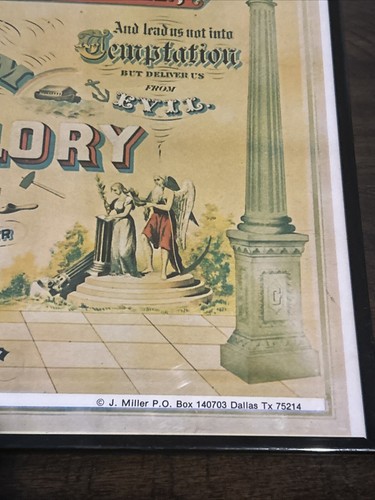 And lead us not into
Temptation
BUT DELIVER US
FROM
EVIL.
LORY
G
© J. Miller P.O. Box 140703 Dallas Tx 75214